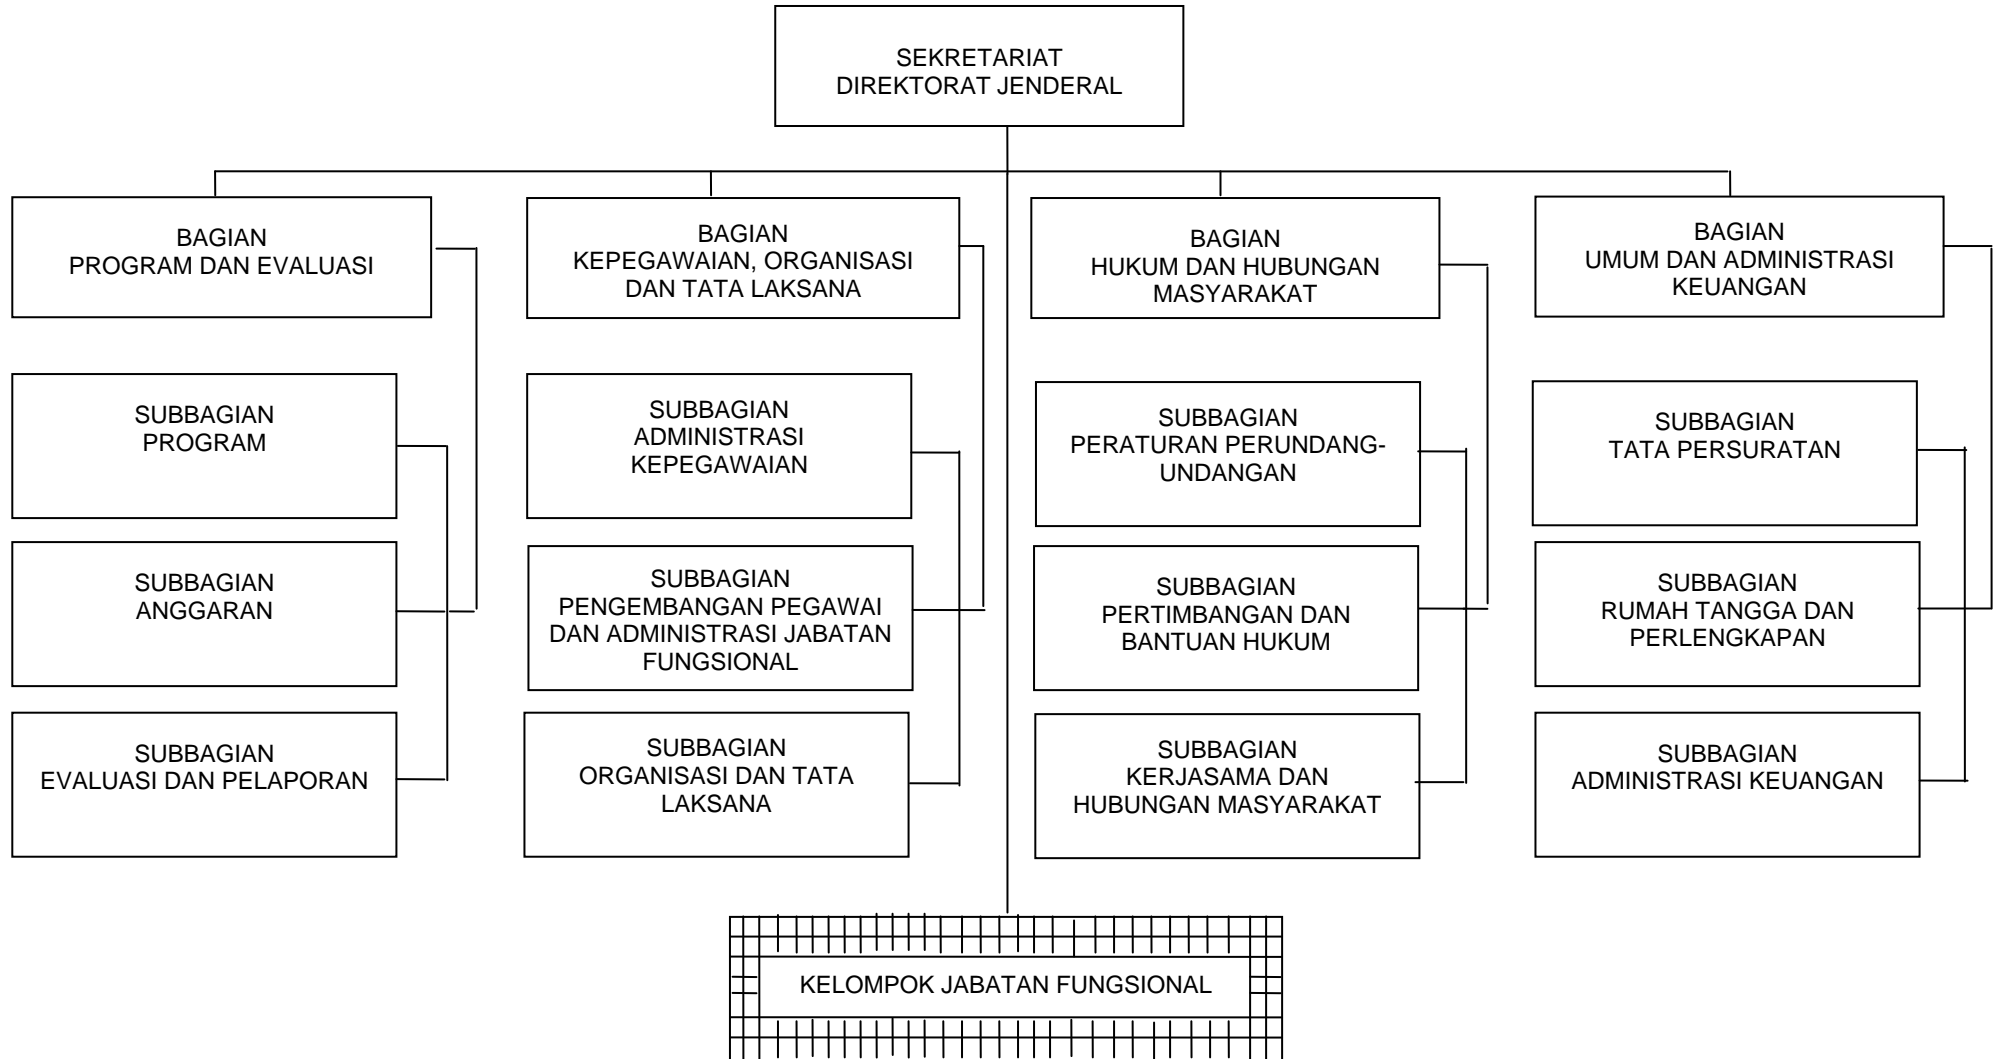 SEKRETARIAT
DIREKTORAT JENDERAL
BAGIAN
PROGRAM DAN EVALUASI
BAGIAN
KEPEGAWAIAN, ORGANISASI
DAN TATA LAKSANA
BAGIAN
HUKUM DAN HUBUNGAN
MASYARAKAT
BAGIAN
UMUM DAN ADMINISTRASI
KEUANGAN
SUBBAGIAN
PROGRAM
SUBBAGIAN
ADMINISTRASI
KEPEGAWAIAN
SUBBAGIAN
PERATURAN PERUNDANG-
UNDANGAN
SUBBAGIAN
TATA PERSURATAN
SUBBAGIAN
ANGGARAN
SUBBAGIAN
PENGEMBANGAN PEGAWAI
DAN ADMINISTRASI JABATAN
FUNGSIONAL
SUBBAGIAN
PERTIMBANGAN DAN
BANTUAN HUKUM
SUBBAGIAN
RUMAH TANGGA DAN
PERLENGKAPAN
SUBBAGIAN
EVALUASI DAN PELAPORAN
SUBBAGIAN
ORGANISASI DAN TATA
LAKSANA
SUBBAGIAN
KERJASAMA DAN
HUBUNGAN MASYARAKAT
SUBBAGIAN
ADMINISTRASI KEUANGAN
KELOMPOK JABATAN FUNGSIONAL